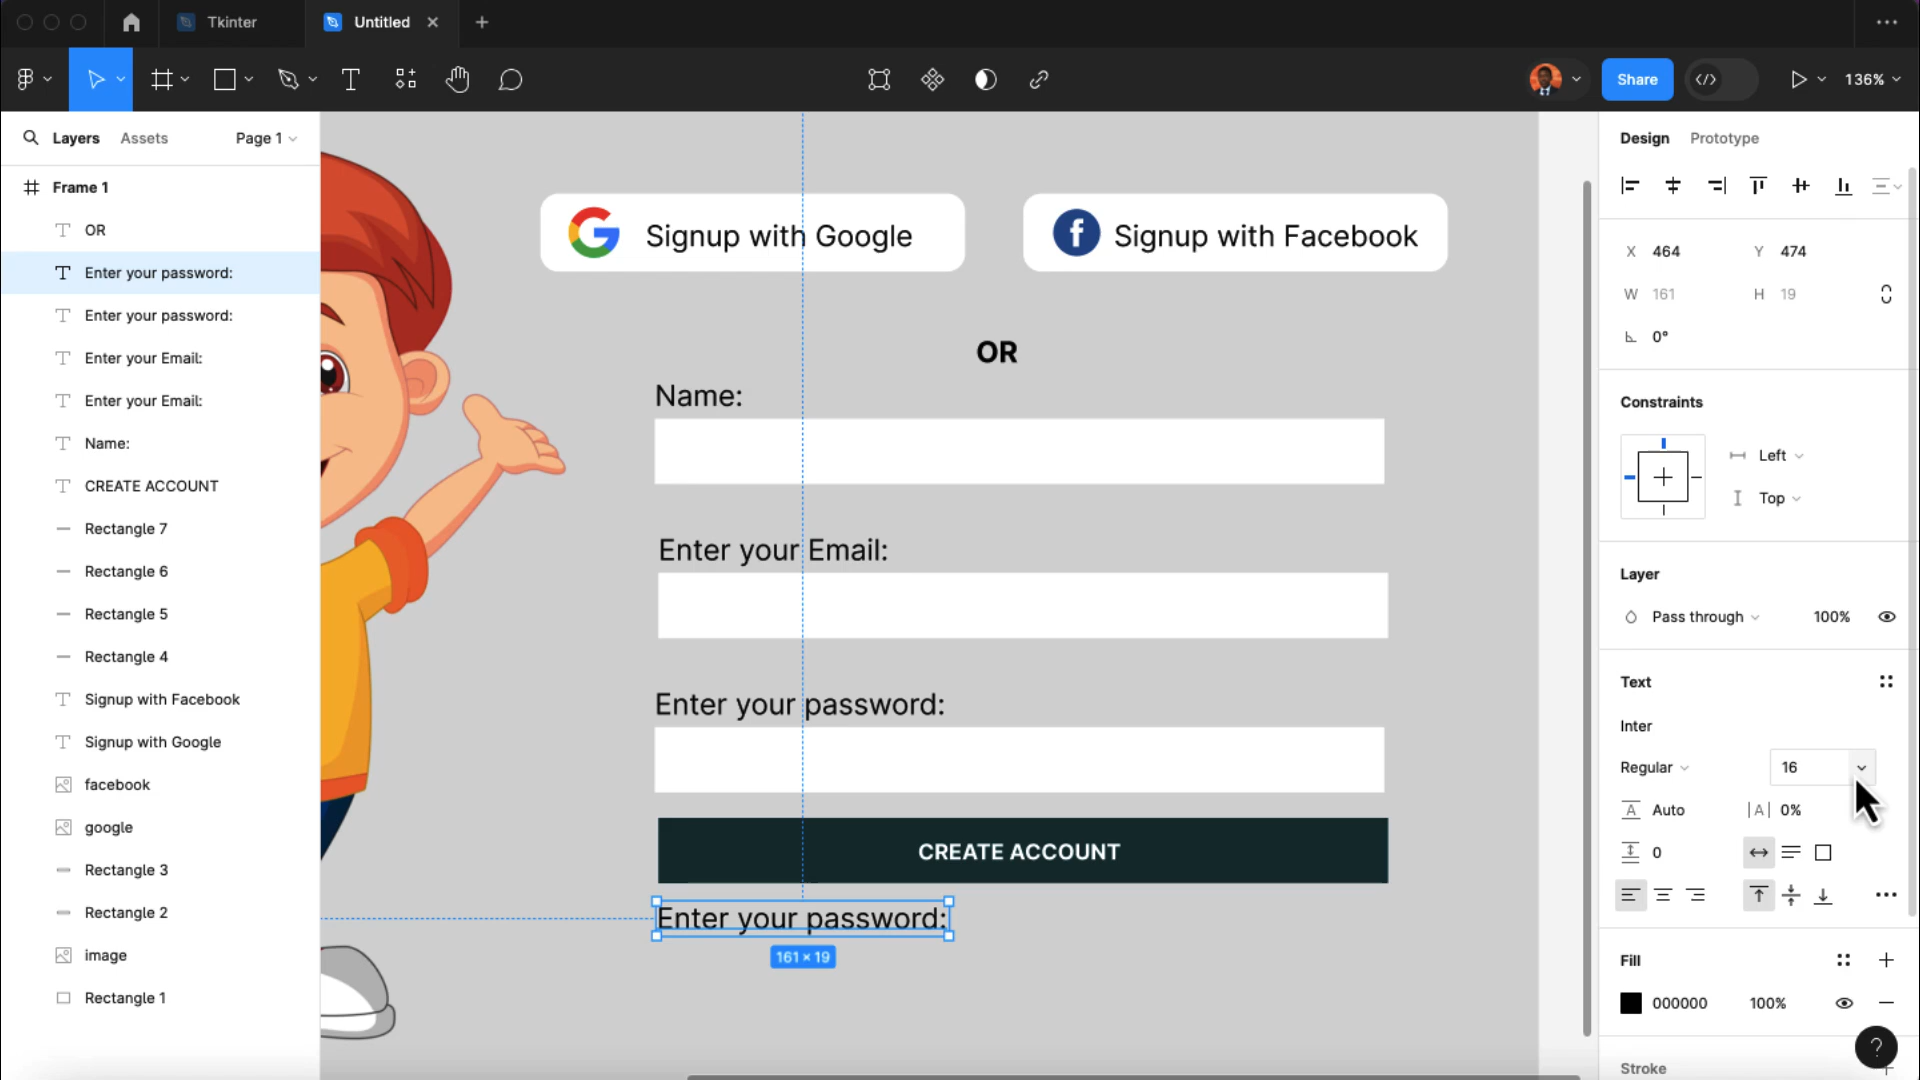 Tkinter
Untitled
Share
136%
Layers
Assets
Page 1
Frame 1
OR
Enter your password:
Enter your password:
Enter your Email:
Enter your Email:
Name:
CREATE ACCOUNT
Rectangle 7
Rectangle 6
Rectangle 5
Rectangle 4
Signup with Facebook
Signup with Google
facebook
google
Rectangle 3
Rectangle 2
image
Rectangle 1
Signup with Google
Signup with Facebook
OR
Name:
Enter your Email:
Enter your password:
CREATE ACCOUNT
Enter your password:
161 × 19
Design
Prototype
X 464 Y 474
W 161 H 19
0°
Constraints
Left
Top
Layer
Pass through 100%
Text
Inter
Regular 16
Auto |A| 0%
0
Fill
000000 100%
?
Stroke